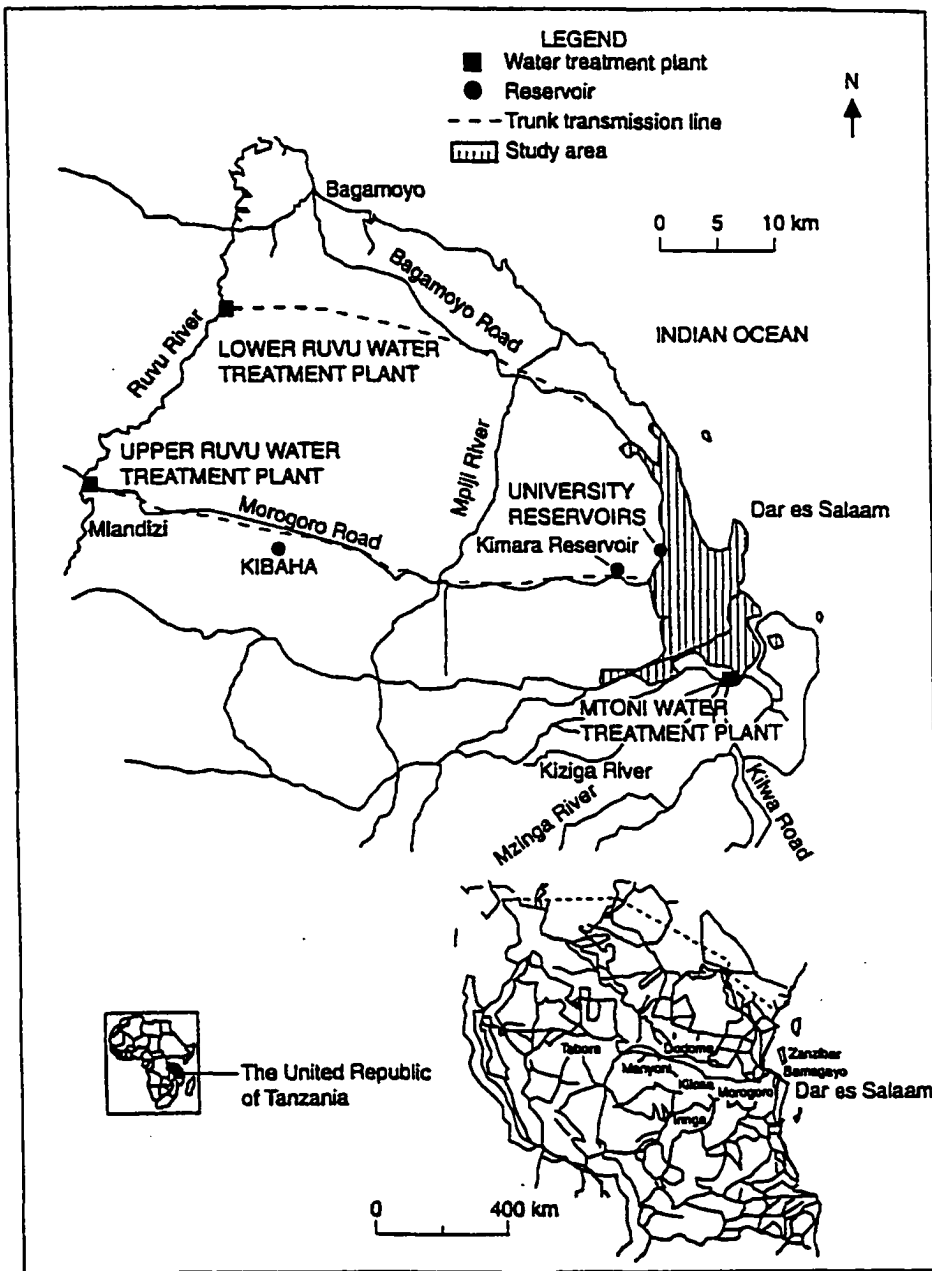 LEGEND
Water treatment plant
Reservoir
Trunk transmission line
Study area
N
0 5 10 km
Bagamoyo
Bagamoyo Road
INDIAN OCEAN
Ruvu River
LOWER RUVU WATER
TREATMENT PLANT
UPPER RUVU WATER
TREATMENT PLANT
Mpiji River
UNIVERSITY
RESERVOIRS
Dar es Salaam
Morogoro Road
Mlandizi
Kimara Reservoir
KIBAHA
MTONI WATER
TREATMENT PLANT
Kiziga River
Mzinga River
Kilwa Road
Tabora
Dodoma
Manyoni
Zanzibar
Bamagayo
Kilosa
Morogoro
Dar es Salaam
Iringa
The United Republic
of Tanzania
0 400 km